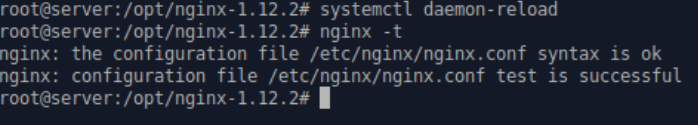 root@server:/opt/nginx-1.12.2# systemctl daemon-reload
root@server:/opt/nginx-1.12.2# nginx -t
nginx: the configuration file /etc/nginx/nginx.conf syntax is ok
nginx: configuration file /etc/nginx/nginx.conf test is successful
root@server:/opt/nginx-1.12.2#